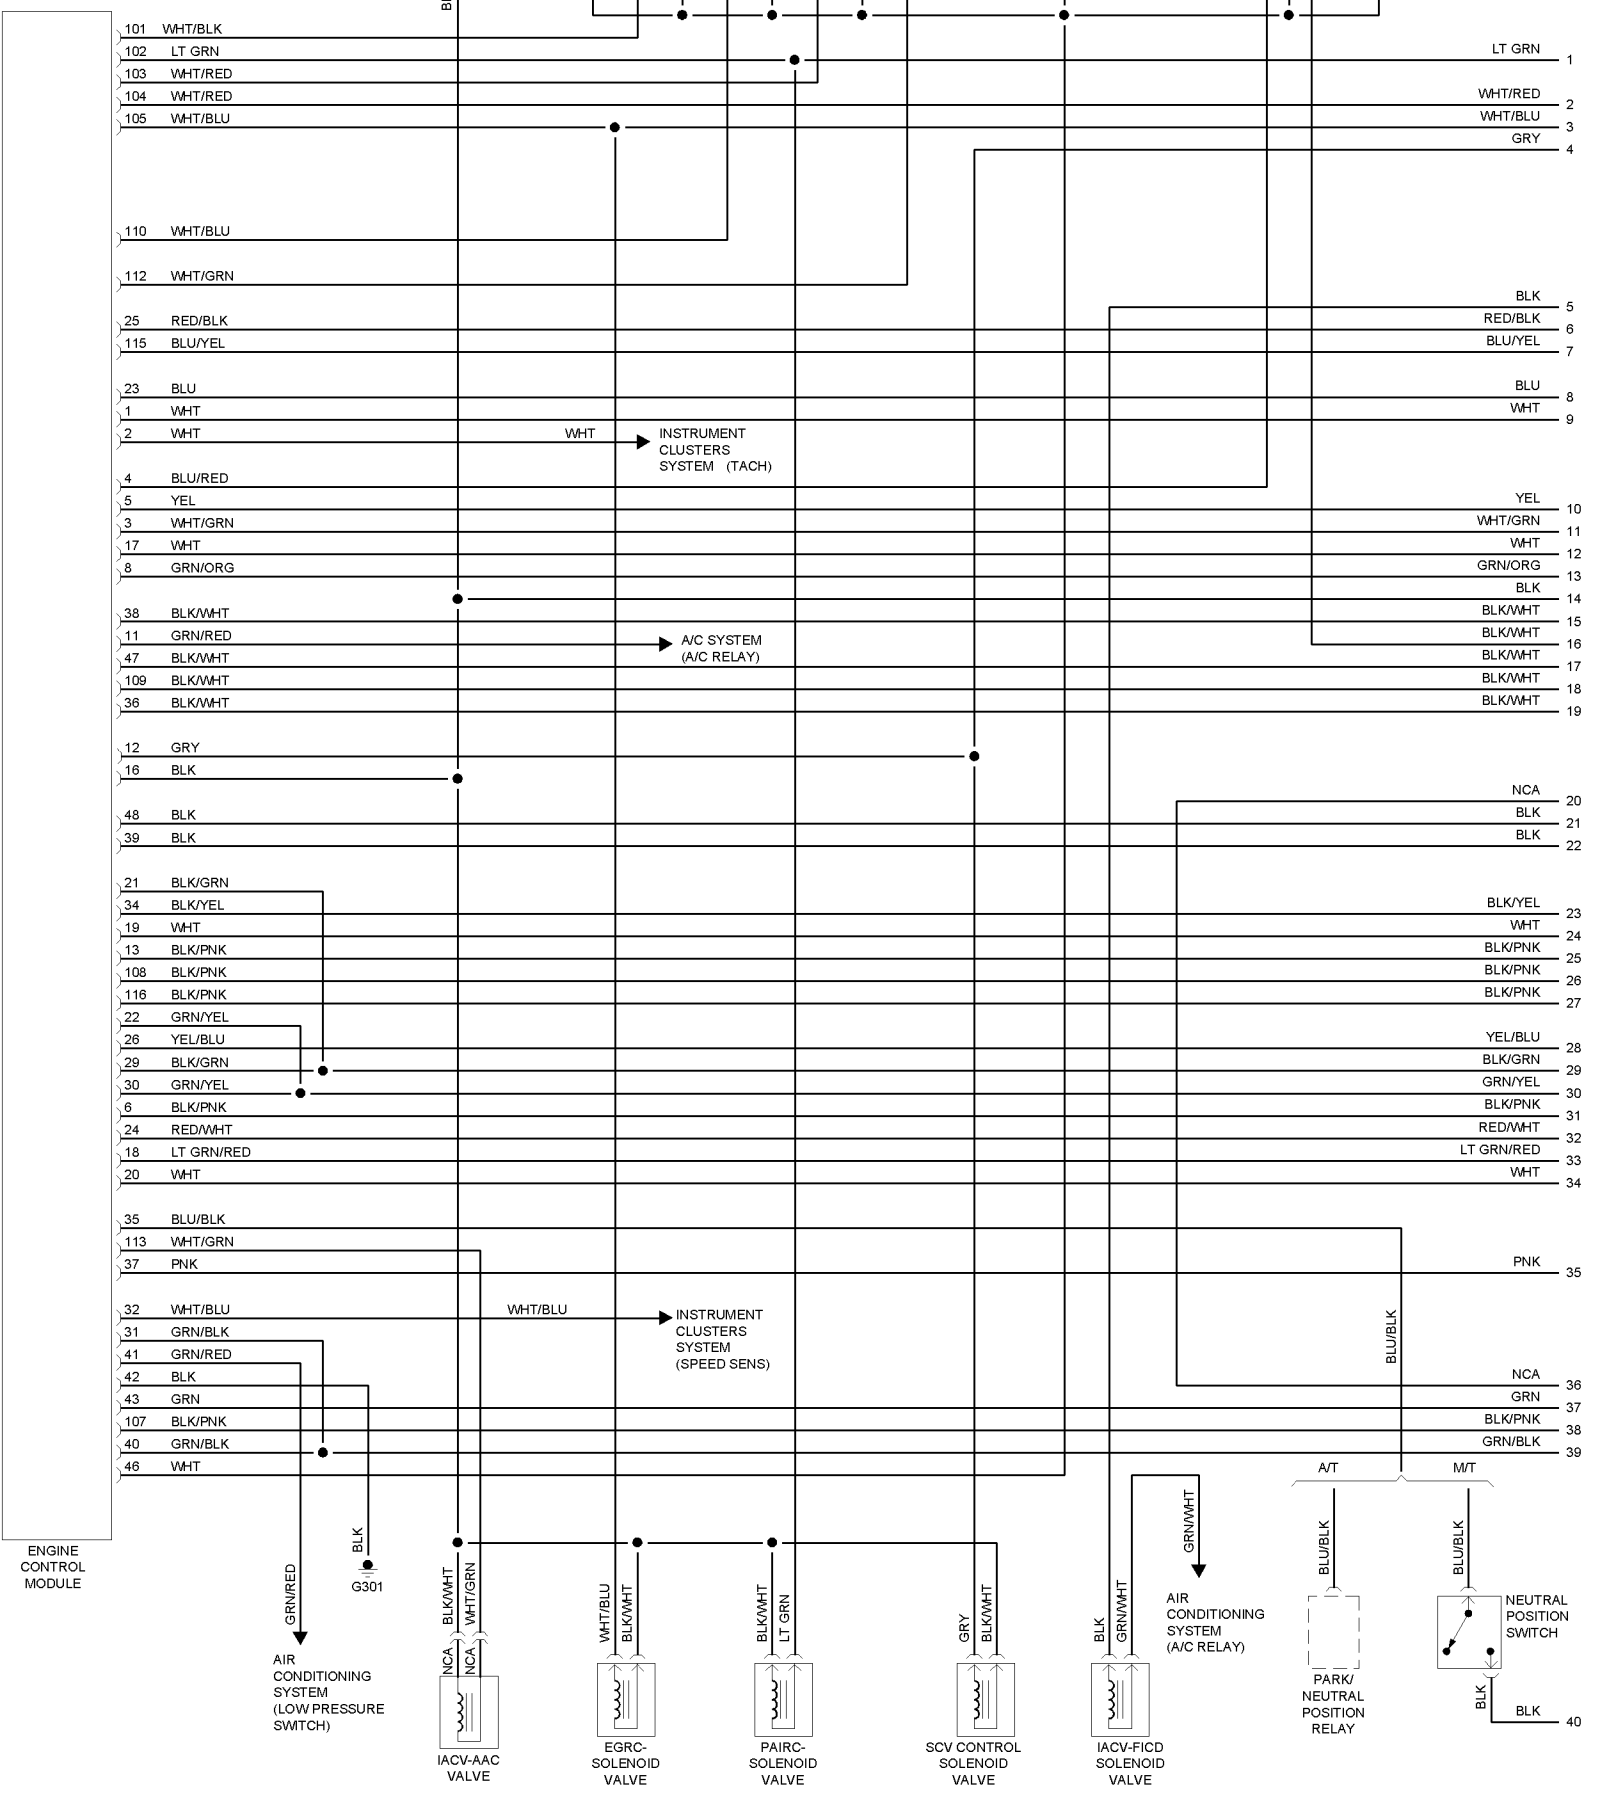 101 WHT/BLK
102 LT GRN LT GRN 1
103 WHT/RED
104 WHT/RED WHT/RED 2
105 WHT/BLU WHT/BLU 3
GRY 4
110 WHT/BLU
112 WHT/GRN
BLK 5
25 RED/BLK RED/BLK 6
115 BLU/YEL BLU/YEL 7
23 BLU BLU 8
1 WHT WHT 9
2 WHT WHT INSTRUMENT
CLUSTERS
SYSTEM (TACH)
4 BLU/RED
5 YEL YEL 10
3 WHT/GRN WHT/GRN 11
17 WHT WHT 12
8 GRN/ORG GRN/ORG 13
BLK 14
38 BLK/WHT BLK/WHT 15
11 GRN/RED A/C SYSTEM BLK/WHT 16
(A/C RELAY)
47 BLK/WHT BLK/WHT 17
109 BLK/WHT BLK/WHT 18
36 BLK/WHT BLK/WHT 19
12 GRY
16 BLK
NCA 20
48 BLK BLK 21
39 BLK BLK 22
21 BLK/GRN
34 BLK/YEL BLK/YEL 23
19 WHT WHT 24
13 BLK/PNK BLK/PNK 25
108 BLK/PNK BLK/PNK 26
116 BLK/PNK BLK/PNK 27
22 GRN/YEL
26 YEL/BLU YEL/BLU 28
29 BLK/GRN BLK/GRN 29
30 GRN/YEL GRN/YEL 30
6 BLK/PNK BLK/PNK 31
24 RED/WHT RED/WHT 32
18 LT GRN/RED LT GRN/RED 33
20 WHT WHT 34
35 BLU/BLK
113 WHT/GRN
37 PNK PNK 35
32 WHT/BLU WHT/BLU INSTRUMENT
CLUSTERS
SYSTEM
(SPEED SENS)
BLU/BLK
31 GRN/BLK
41 GRN/RED
42 BLK NCA 36
43 GRN GRN 37
107 BLK/PNK BLK/PNK 38
40 GRN/BLK GRN/BLK 39
46 WHT
A/T M/T
ENGINE
CONTROL
MODULE
GRN/RED
BLK
G301
BLK/WHT
WHT/GRN
NCA
NCA
WHT/BLU
BLK/WHT
BLK/WHT
LT GRN
GRY
BLK/WHT
BLK
GRN/WHT
GRN/WHT
BLU/BLK
BLU/BLK
AIR
CONDITIONING
SYSTEM
(A/C RELAY)
NEUTRAL
POSITION
SWITCH
AIR
CONDITIONING
SYSTEM
(LOW PRESSURE
SWITCH)
PARK/
NEUTRAL
POSITION
RELAY
BLK
BLK 40
IACV-AAC
VALVE
EGRC-
SOLENOID
VALVE
PAIRC-
SOLENOID
VALVE
SCV CONTROL
SOLENOID
VALVE
IACV-FICD
SOLENOID
VALVE